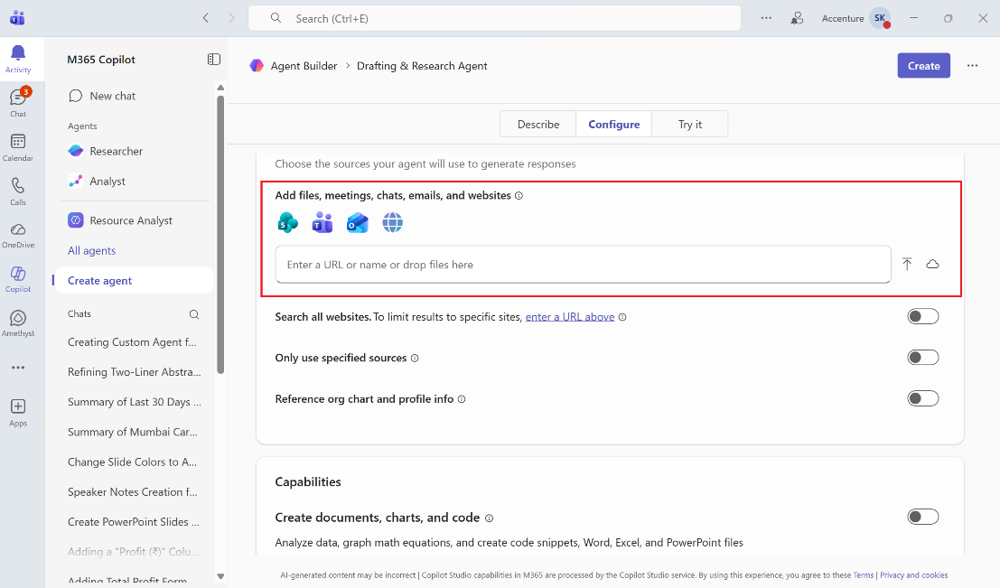 Search (Ctrl+E)
Accenture
SK
Activity
3
Chat
Calendar
Calls
OneDrive
Copilot
Amethyst
Apps
M365 Copilot
New chat
Agents
Researcher
Analyst
Resource Analyst
All agents
Create agent
Chats
Creating Custom Agent f...
Refining Two-Liner Abstra...
Summary of Last 30 Days ...
Summary of Mumbai Car...
Change Slide Colors to A...
Speaker Notes Creation f...
Create PowerPoint Slides ...
Adding a "Profit (₹)" Colu...
Adding Total Profit Form...
Agent Builder > Drafting & Research Agent
Create
Describe
Configure
Try it
Choose the sources your agent will use to generate responses
Add files, meetings, chats, emails, and websites
Enter a URL or name or drop files here
Search all websites. To limit results to specific sites, enter a URL above
Only use specified sources
Reference org chart and profile info
Capabilities
Create documents, charts, and code
Analyze data, graph math equations, and create code snippets, Word, Excel, and PowerPoint files
AI-generated content may be incorrect | Copilot Studio capabilities in M365 are processed by the Copilot Studio service. By using this experience, you agree to these Terms | Privacy and cookies